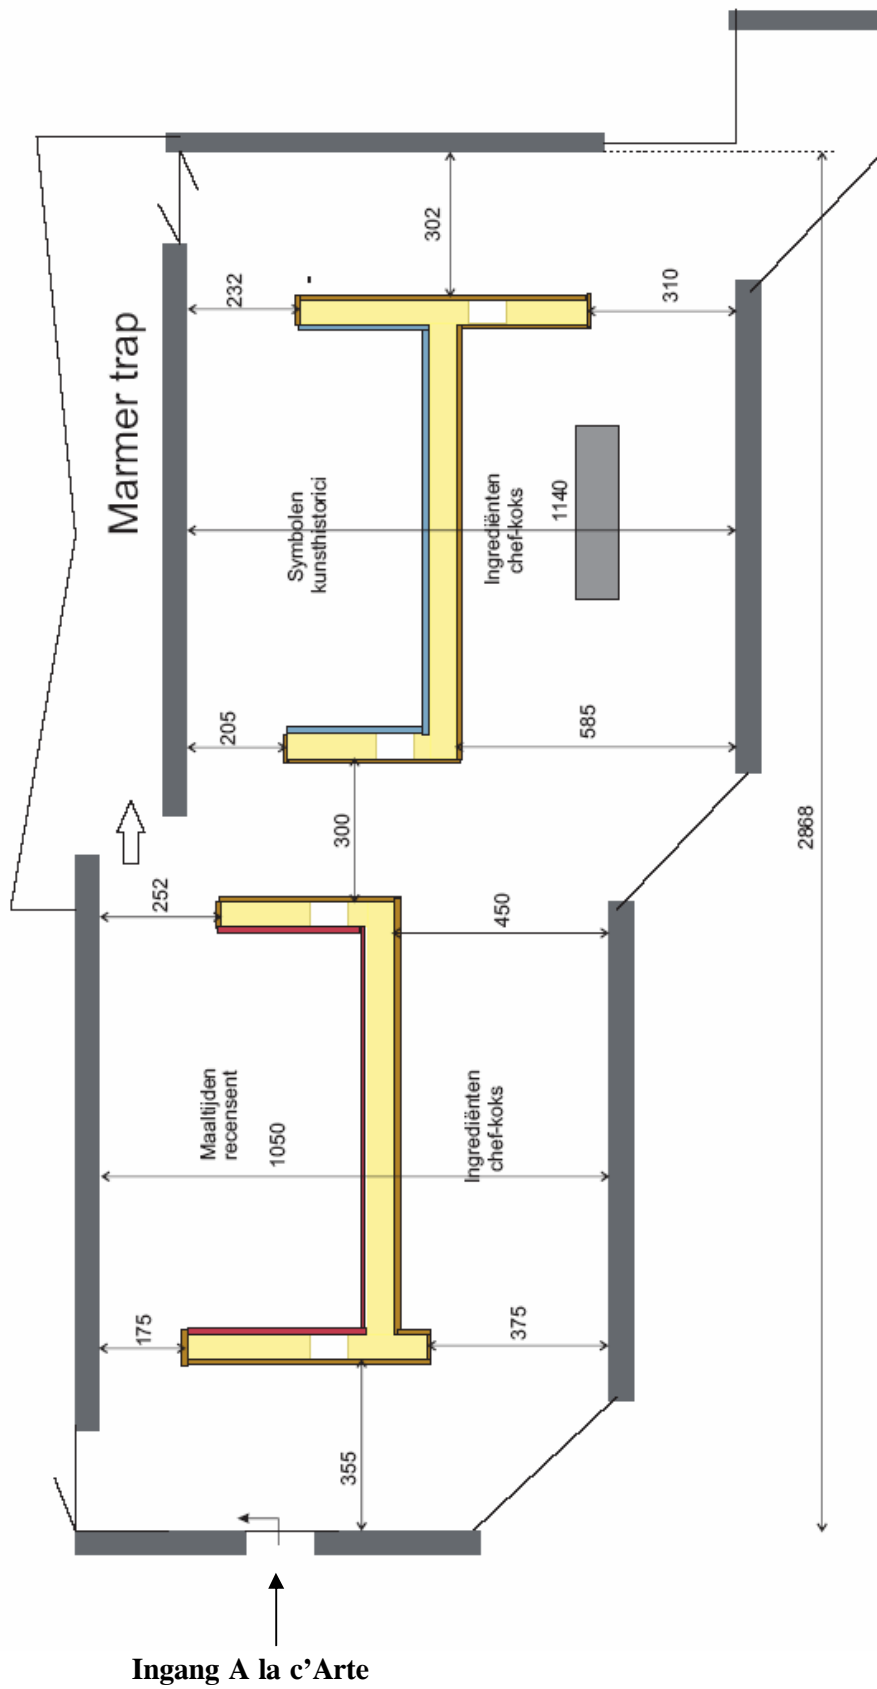 302
232
310
Marmer trap
Symbolen
kunsthistorici
Ingrediënten
chef-koks
1140
205
585
300
2868
252
450
Maaltijden
recensent
1050
Ingrediënten
chef-koks
175
375
355
Ingang A la c'Arte